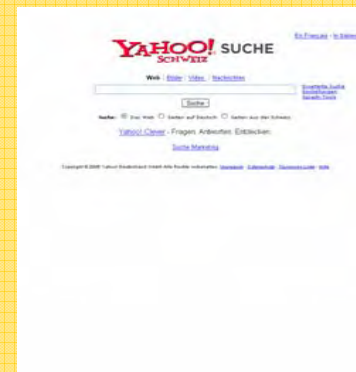 En Français - In Italian
YAHOO! SUCHE
SCHWEIZ
Web | Bilder | Video | Nachrichten
Erweiterte Suche
Einstellungen
Suche
Suche: Das Web Seiten auf Deutsch Seiten aus der Schweiz
Yahoo! Clever - Fragen. Antworten. Entdecken.
Suche Marketing